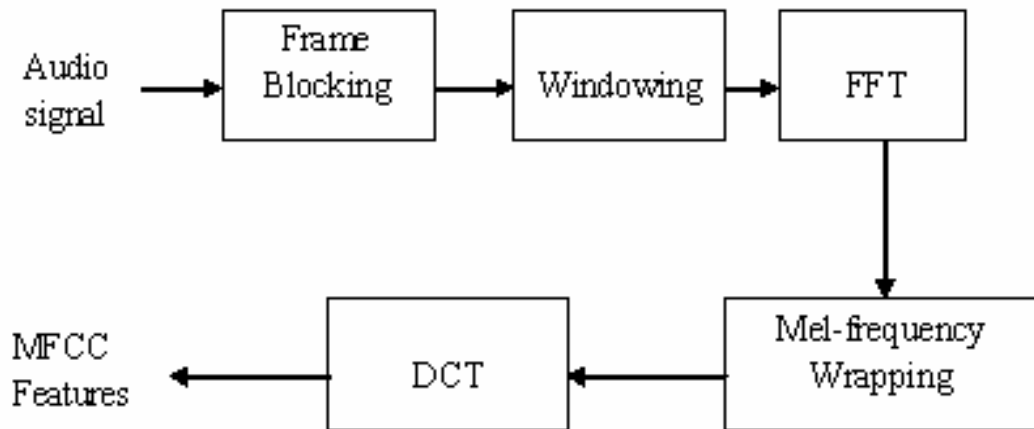 Audio
signal
Frame
Blocking
Windowing
FFT
Mel-frequency
Wrapping
DCT
MFCC
Features